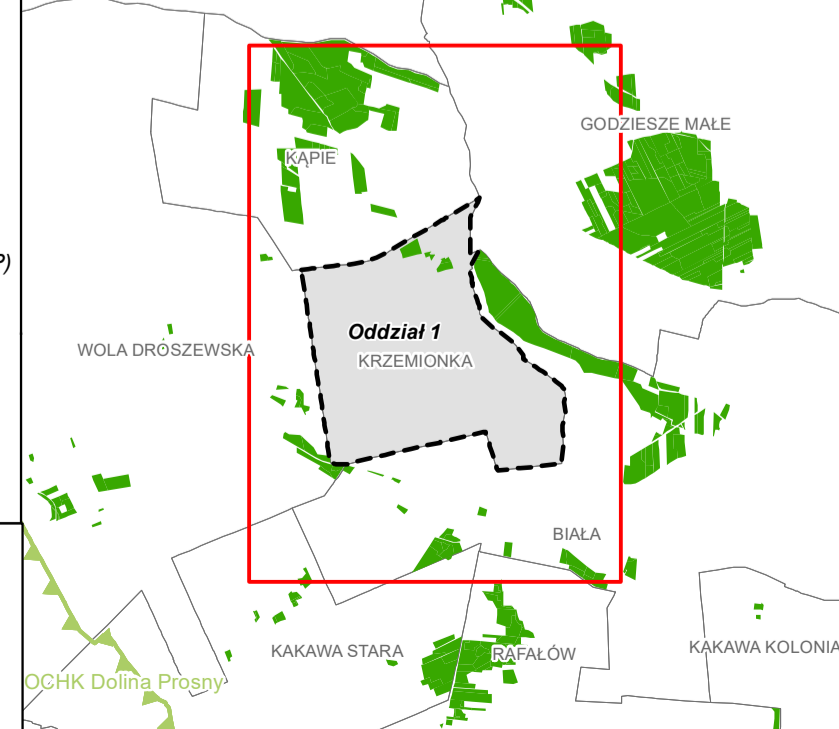 GODZIESZE MAŁE
KĄPIE
Oddział 1
WOLA DROSZEWSKA
KRZEMIONKA
BIAŁA
KAKAWA STARA
RAFAŁÓW
KAKAWA KOLONIA
OCHK Dolina Prosny